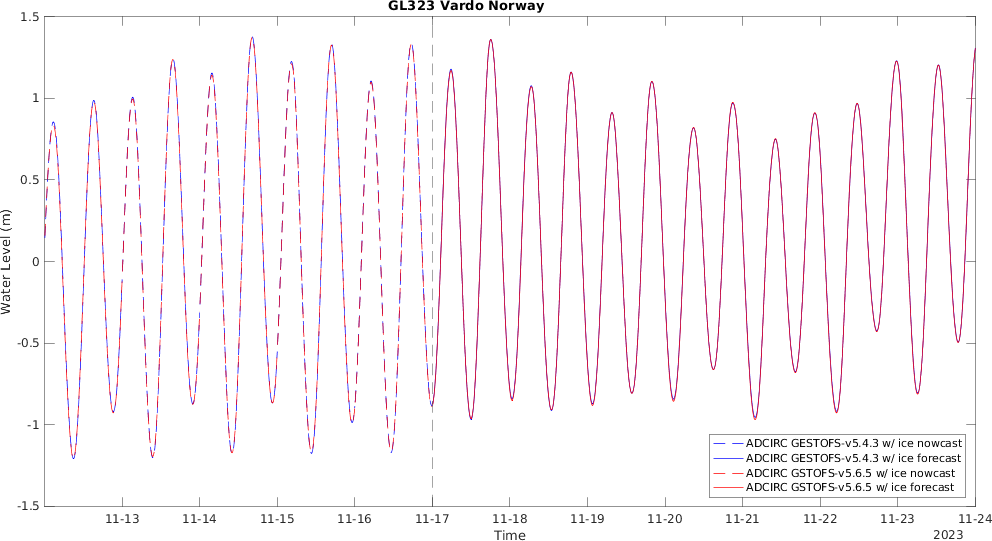 GL323 Vardo Norway
1.5
1
0.5
0
-0.5
-1
-1.5
Water Level (m)
11-13
11-14
11-15
11-16
11-17
11-18
11-19
11-20
11-21
11-22
11-23
11-24
Time
2023
ADCIRC GESTOFS-v5.4.3 w/ ice nowcast
ADCIRC GESTOFS-v5.4.3 w/ ice forecast
ADCIRC GSTOFS-v5.6.5 w/ ice nowcast
ADCIRC GSTOFS-v5.6.5 w/ ice forecast